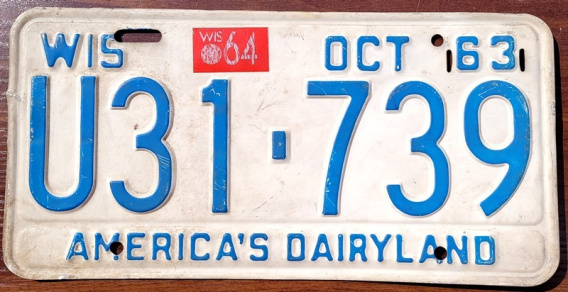 WIS WIS 64 OCT 63
U31-739
AMERICA'S DAIRYLAND